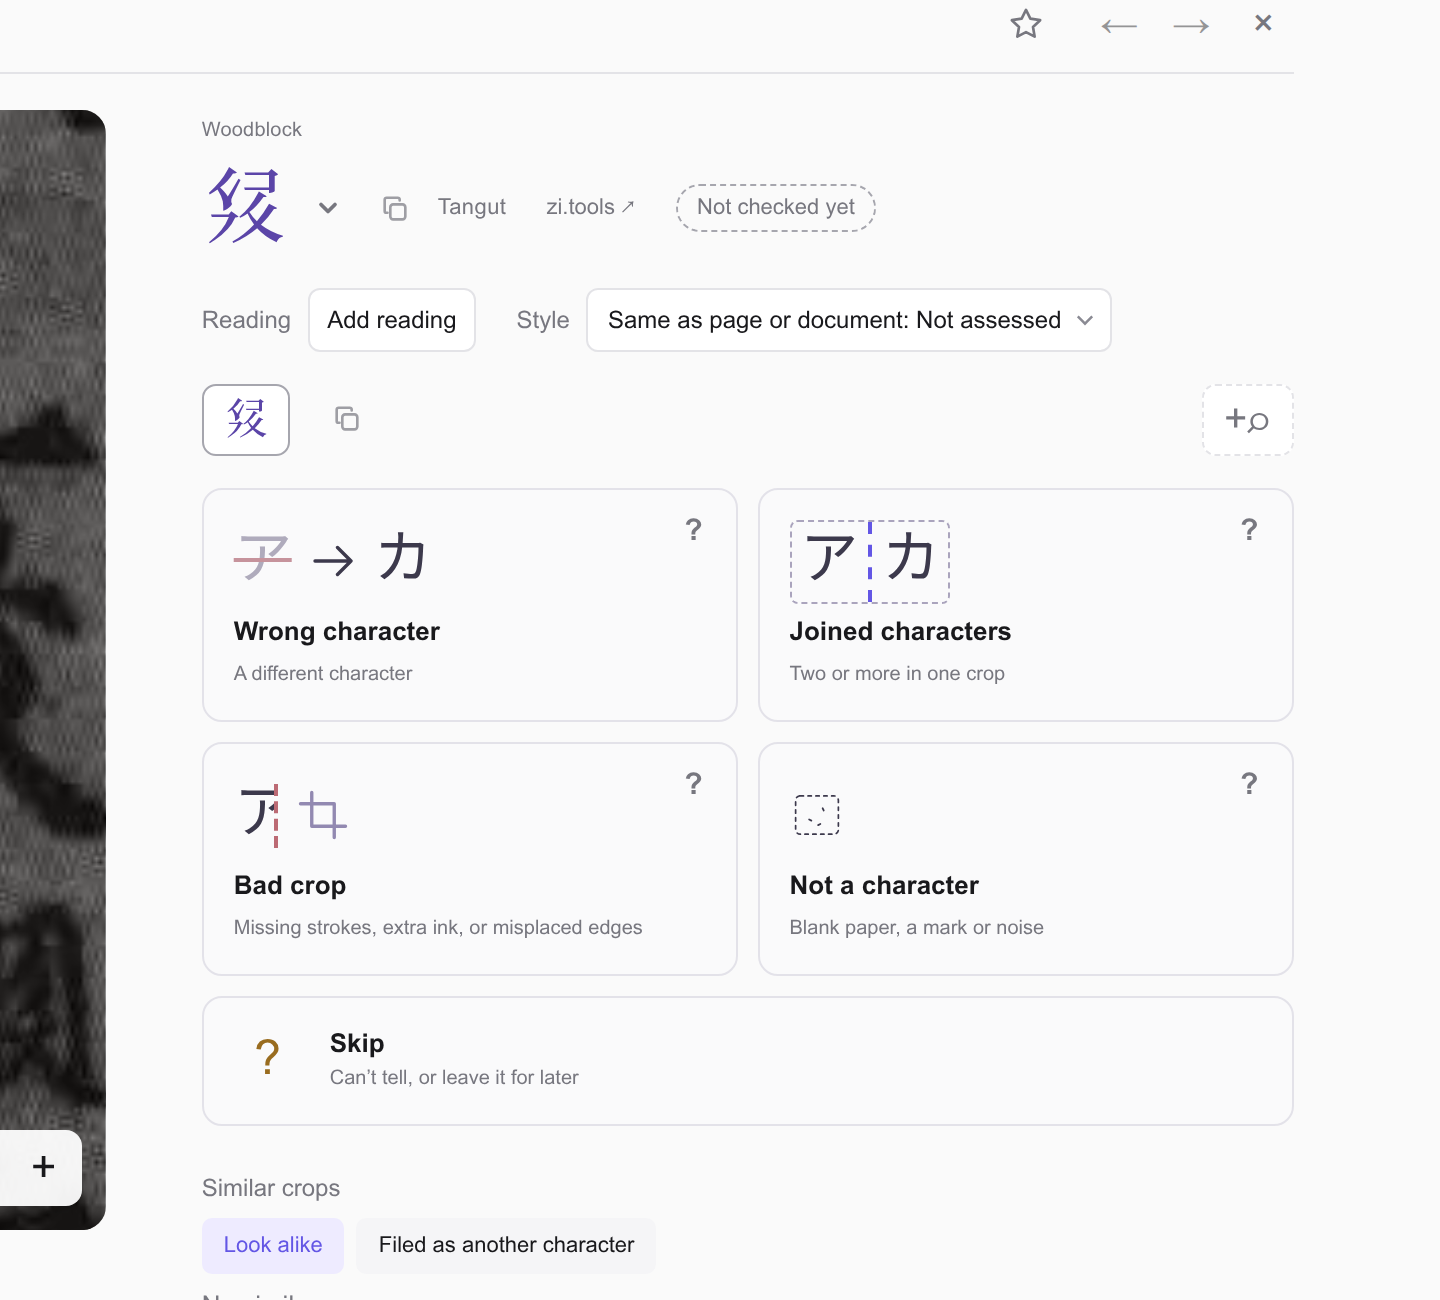 Woodblock
Tangut
zi.tools ↗
Not checked yet
Reading
Add reading
Style
Same as page or document: Not assessed
ア → カ
?
Wrong character
A different character
ア カ
?
Joined characters
Two or more in one crop
ア
?
Bad crop
Missing strokes, extra ink, or misplaced edges
?
Not a character
Blank paper, a mark or noise
?
Skip
Can’t tell, or leave it for later
Similar crops
Look alike
Filed as another character